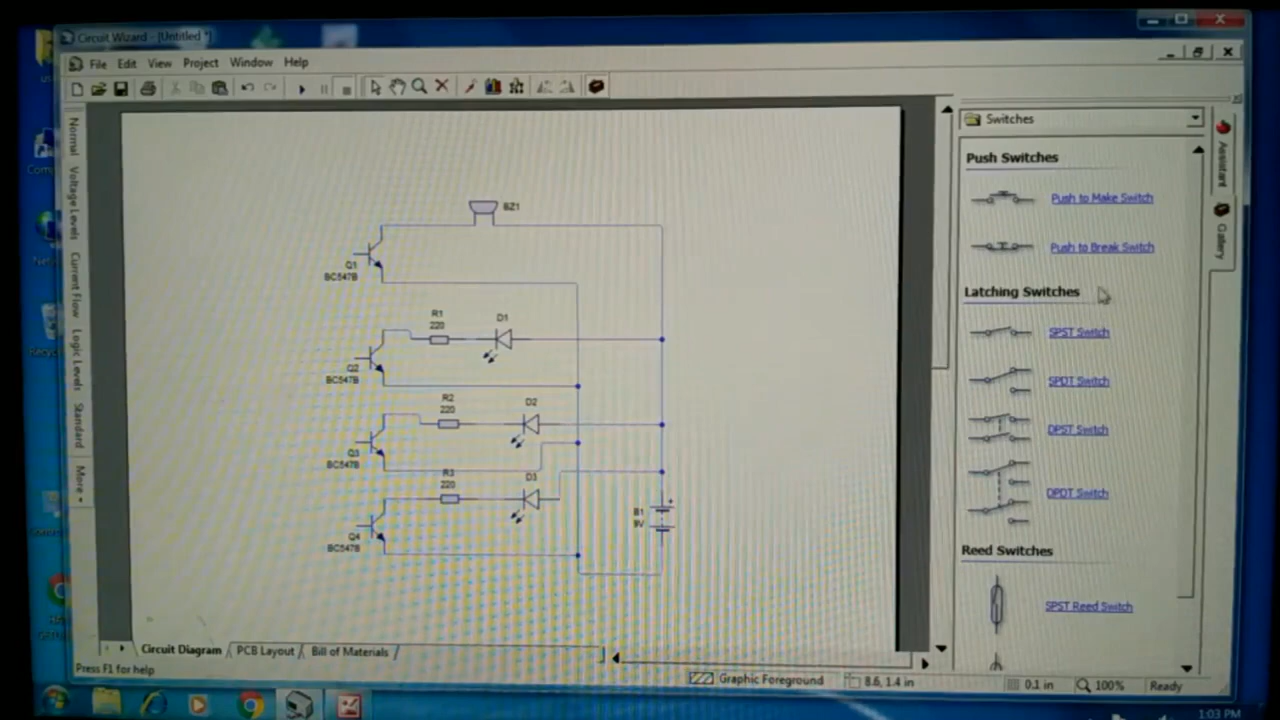 Circuit Wizard - [Untitled *]
File Edit View Project Window Help
Normal
Voltage Levels
Current Flow
Logic Levels
Standard
More
Switches
Assistant
Gallery
Push Switches
Push to Make Switch
Push to Break Switch
Latching Switches
SPST Switch
SPDT Switch
DPST Switch
DPDT Switch
Reed Switches
SPST Reed Switch
BZ1
Q1
BC547B
R1
220
D1
Q2
BC547B
R2
220
D2
Q3
BC547B
R3
220
D3
Q4
BC547B
B1
9V
+
Circuit Diagram PCB Layout Bill of Materials
Press F1 for help
Graphic Foreground 8.6, 1.4 in 0.1 in 100% Ready
1:03 PM